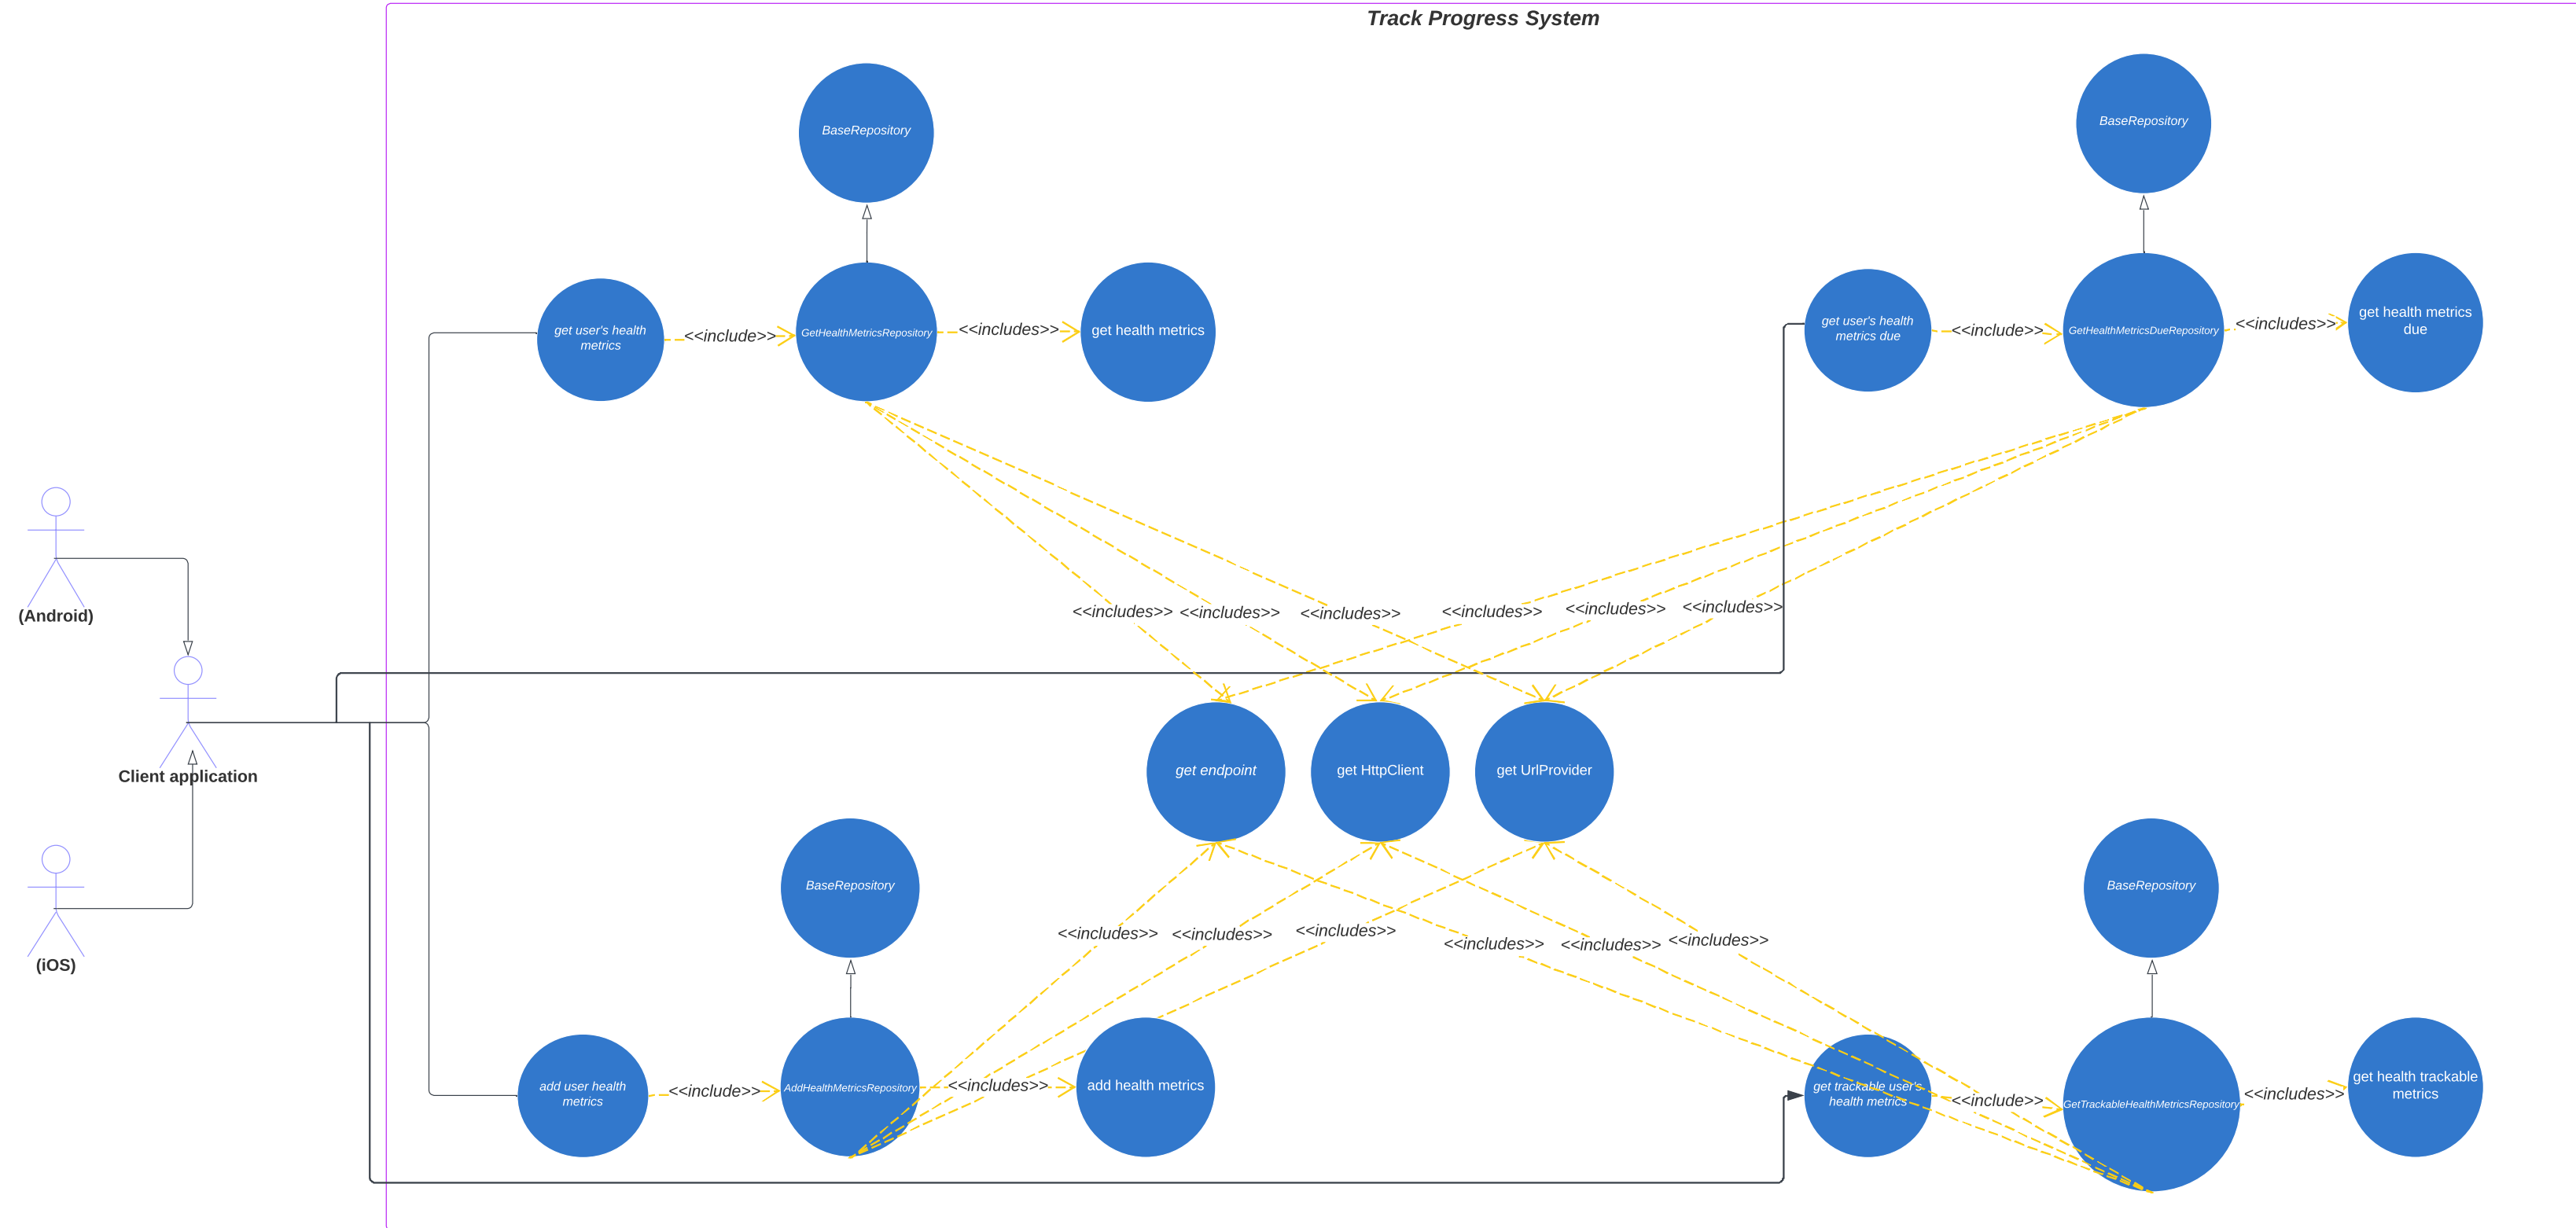 Track Progress System
BaseRepository
BaseRepository
get user's health
metrics
<<include>>
GetHealthMetricsRepository
<<includes>>
get health metrics
get user's health
metrics due
<<include>>
GetHealthMetricsDueRepository
<<includes>>
get health metrics
due
(Android)
<<includes>>
<<includes>>
<<includes>>
<<includes>>
<<includes>>
<<includes>>
Client application
get endpoint
get HttpClient
get UrlProvider
BaseRepository
BaseRepository
(iOS)
<<includes>>
<<includes>>
<<includes>>
<<includes>>
<<includes>>
<<includes>>
add user health
metrics
<<include>>
AddHealthMetricsRepository
<<includes>>
add health metrics
get trackable user's
health metrics
<<include>>
GetTrackableHealthMetricsRepository
<<includes>>
get health trackable
metrics